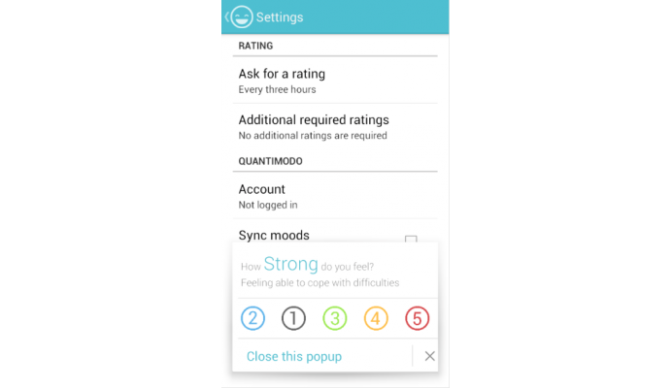 Settings
RATING
Ask for a rating
Every three hours
Additional required ratings
No additional ratings are required
QUANTIMODO
Account
Not logged in
Sync moods
How Strong do you feel?
Feeling able to cope with difficulties
2 1 3 4 5
Close this popup